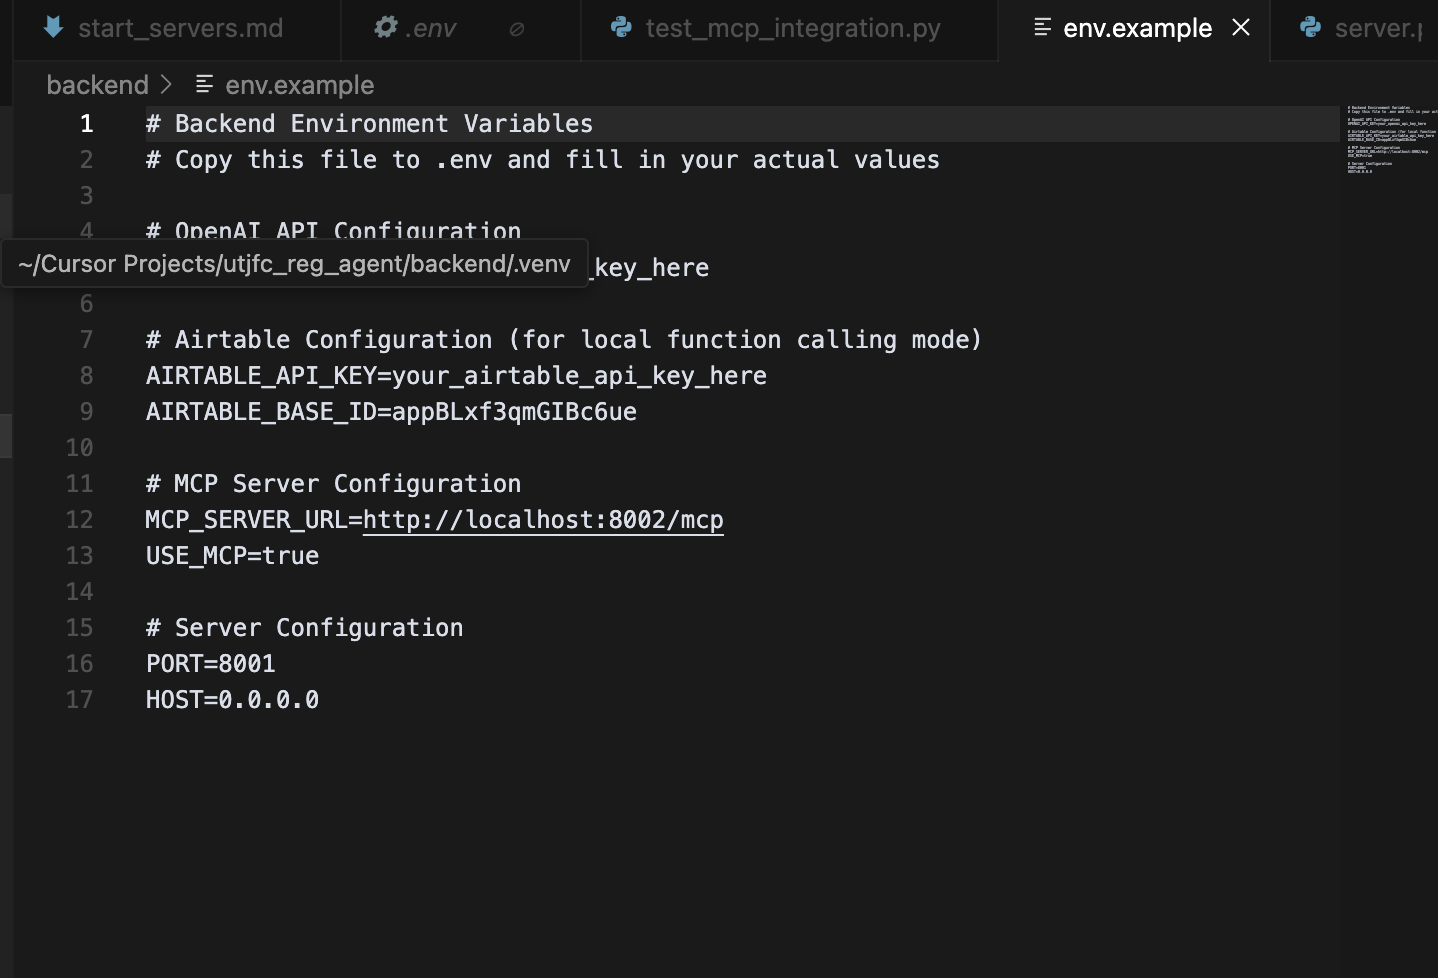 start_servers.md
.env
test_mcp_integration.py
env.example
server.p
backend > env.example
1 # Backend Environment Variables
2 # Copy this file to .env and fill in your actual values
3
4 # OpenAI API Configuration
~/Cursor Projects/utjfc_reg_agent/backend/.venv
_key_here
6
7 # Airtable Configuration (for local function calling mode)
8 AIRTABLE_API_KEY=your_airtable_api_key_here
9 AIRTABLE_BASE_ID=appBLxf3qmGIBc6ue
10
11 # MCP Server Configuration
12 MCP_SERVER_URL=http://localhost:8002/mcp
13 USE_MCP=true
14
15 # Server Configuration
16 PORT=8001
17 HOST=0.0.0.0